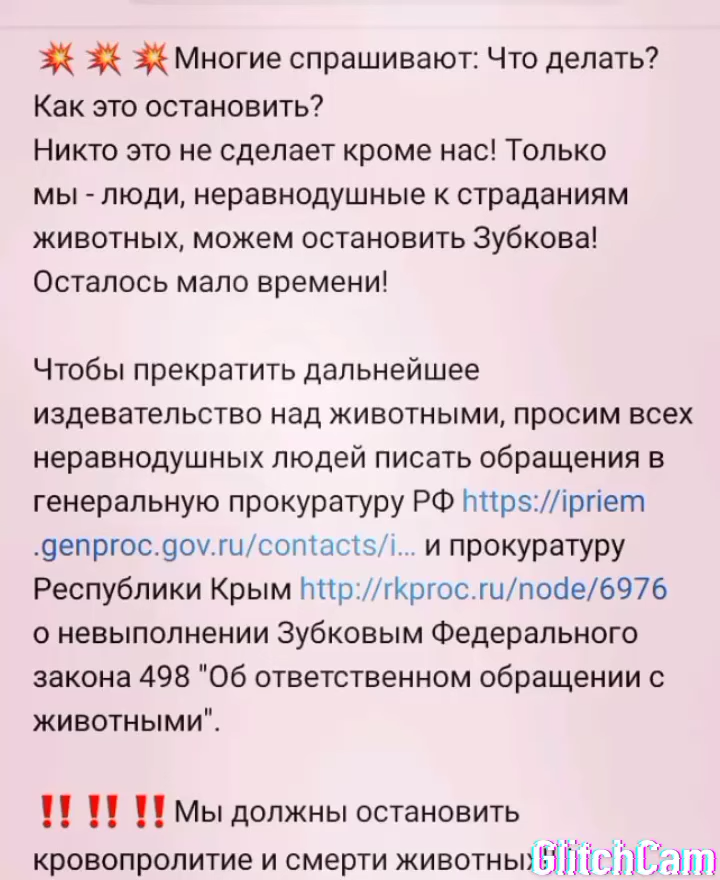 💥 💥 💥 Многие спрашивают: Что делать?
Как это остановить?
Никто это не сделает кроме нас! Только
мы - люди, неравнодушные к страданиям
животных, можем остановить Зубкова!
Осталось мало времени!
Чтобы прекратить дальнейшее
издевательство над животными, просим всех
неравнодушных людей писать обращения в
генеральную прокуратуру РФ https://ipriem
.genproc.gov.ru/contacts/i... и прокуратуру
Республики Крым http://rkproc.ru/node/6976
о невыполнении Зубковым Федерального
закона 498 "Об ответственном обращении с
животными".
‼️ ‼️ ‼️ Мы должны остановить
кровопролитие и смерти животных
GlitchCam